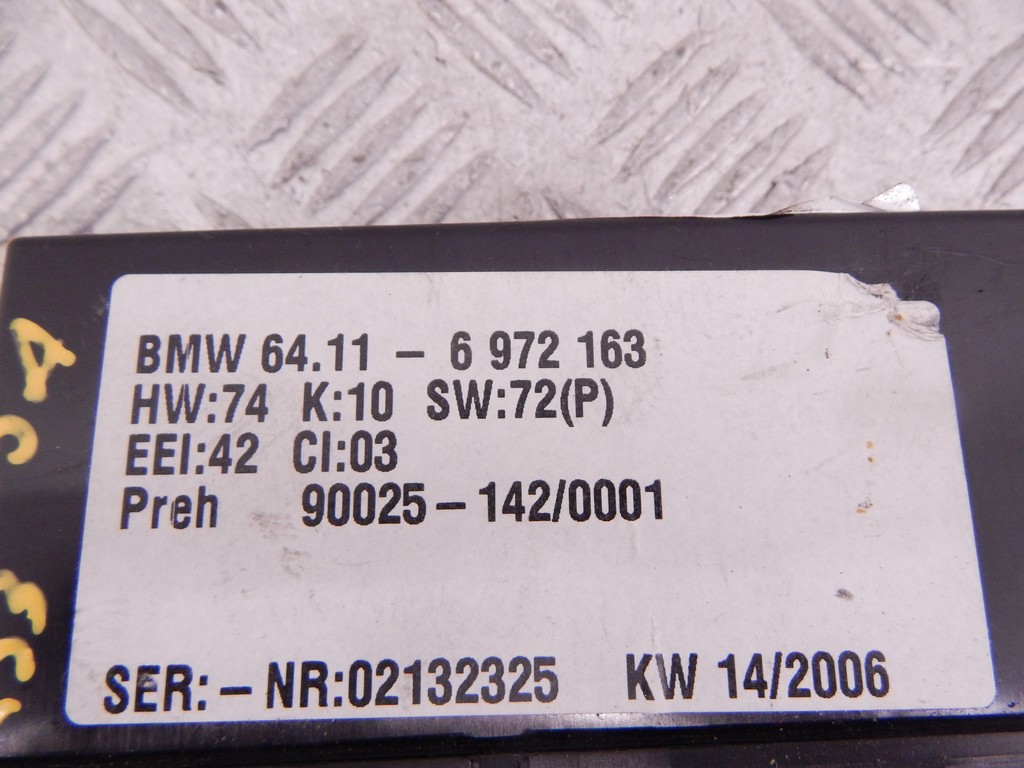 BMW 64.11 – 6 972 163
HW:74 K:10 SW:72(P)
EEI:42 CI:03
Preh 90025 – 142/0001
SER: – NR:02132325 KW 14/2006